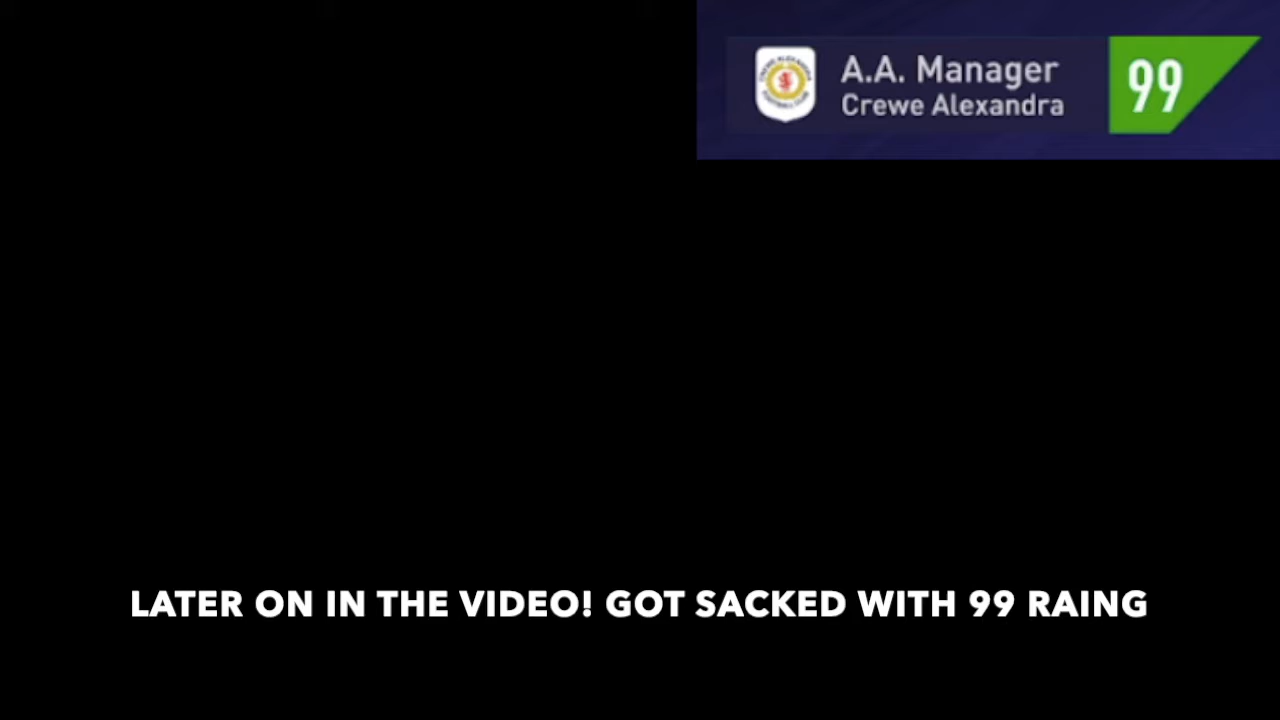 A.A. Manager
Crewe Alexandra
99
LATER ON IN THE VIDEO! GOT SACKED WITH 99 RAING